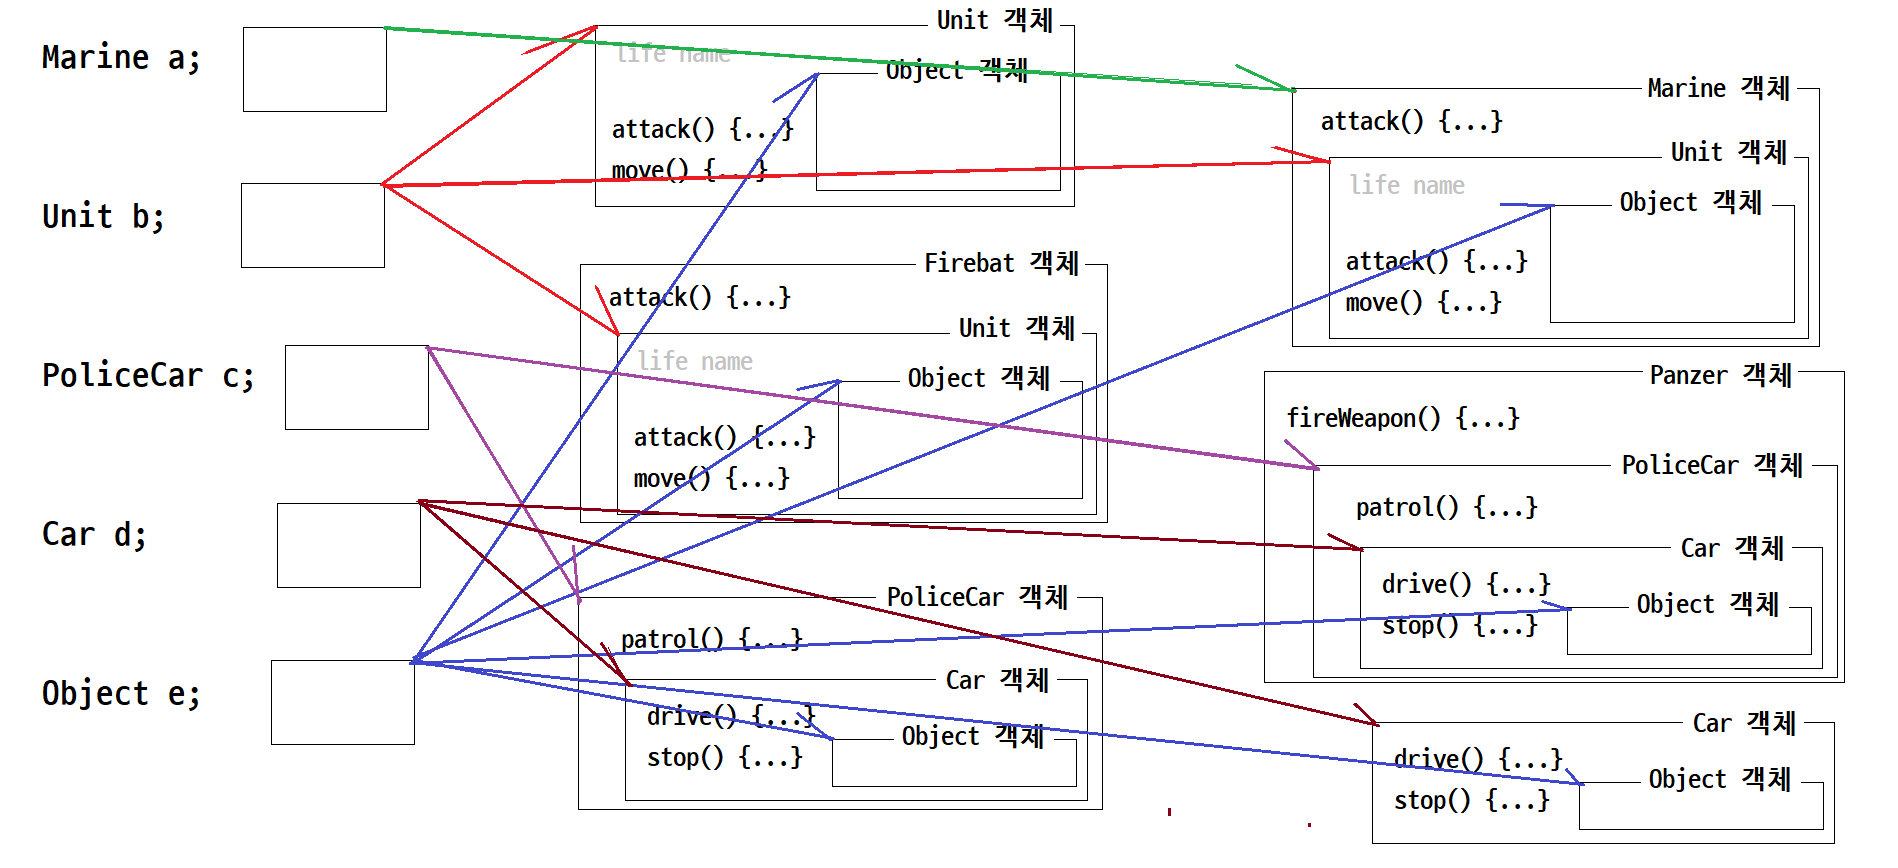 Marine a;
Unit b;
PoliceCar c;
Car d;
Object e;
Unit 객체
life name
Object 객체
attack() {...}
move() {...}
Firebat 객체
attack() {...}
Unit 객체
life name
Object 객체
attack() {...}
move() {...}
PoliceCar 객체
patrol() {...}
Car 객체
drive() {...}
Object 객체
stop() {...}
Marine 객체
attack() {...}
Unit 객체
life name
Object 객체
attack() {...}
move() {...}
Panzer 객체
fireWeapon() {...}
PoliceCar 객체
patrol() {...}
Car 객체
drive() {...}
Object 객체
stop() {...}
Car 객체
drive() {...}
Object 객체
stop() {...}